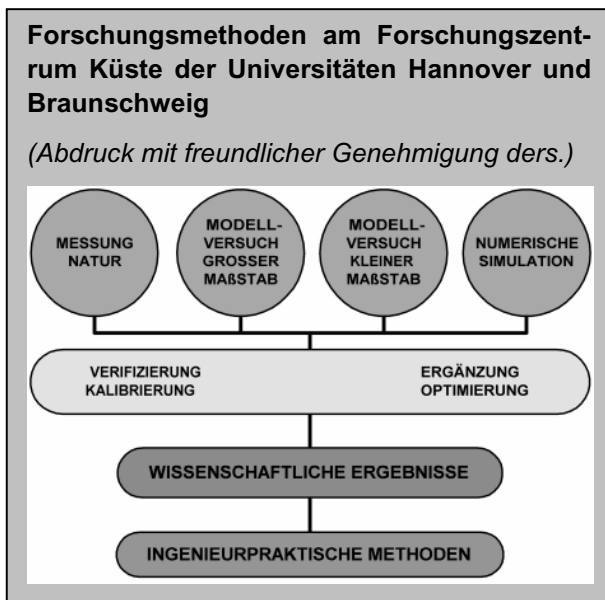 Forschungsmethoden am Forschungszent-
rum Küste der Universitäten Hannover und
Braunschweig
(Abdruck mit freundlicher Genehmigung ders.)
MESSUNG
NATUR
MODELL-
VERSUCH
GROSSER
MAßSTAB
MODELL-
VERSUCH
KLEINER
MAßSTAB
NUMERISCHE
SIMULATION
VERIFIZIERUNG
KALIBRIERUNG
ERGÄNZUNG
OPTIMIERUNG
WISSENSCHAFTLICHE ERGEBNISSE
INGENIEURPRAKTISCHE METHODEN